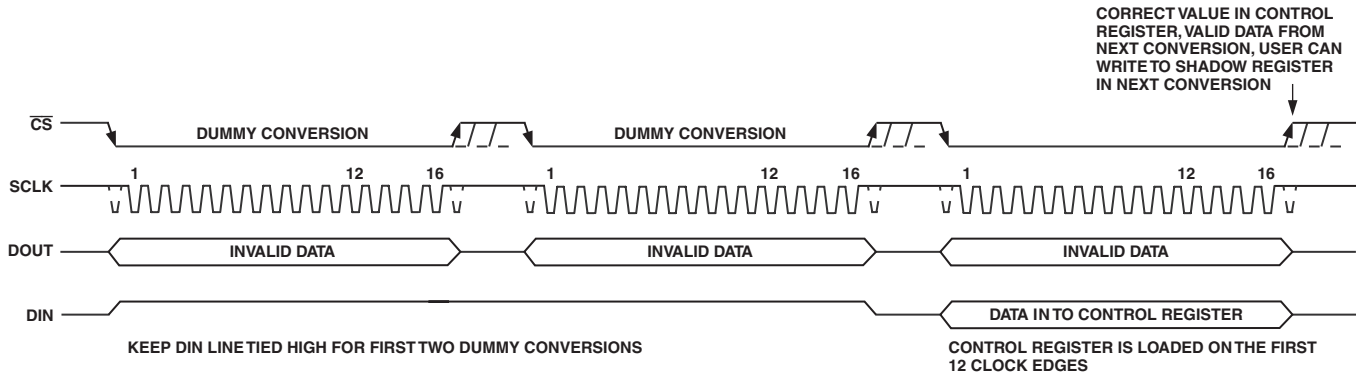 CORRECT VALUE IN CONTROL
REGISTER, VALID DATA FROM
NEXT CONVERSION, USER CAN
WRITE TO SHADOW REGISTER
IN NEXT CONVERSION
CS
DUMMY CONVERSION
DUMMY CONVERSION
SCLK
1 12 16
1 12 16
1 12 16
DOUT
INVALID DATA
INVALID DATA
INVALID DATA
DIN
DATA IN TO CONTROL REGISTER
KEEP DIN LINE TIED HIGH FOR FIRST TWO DUMMY CONVERSIONS
CONTROL REGISTER IS LOADED ON THE FIRST
12 CLOCK EDGES